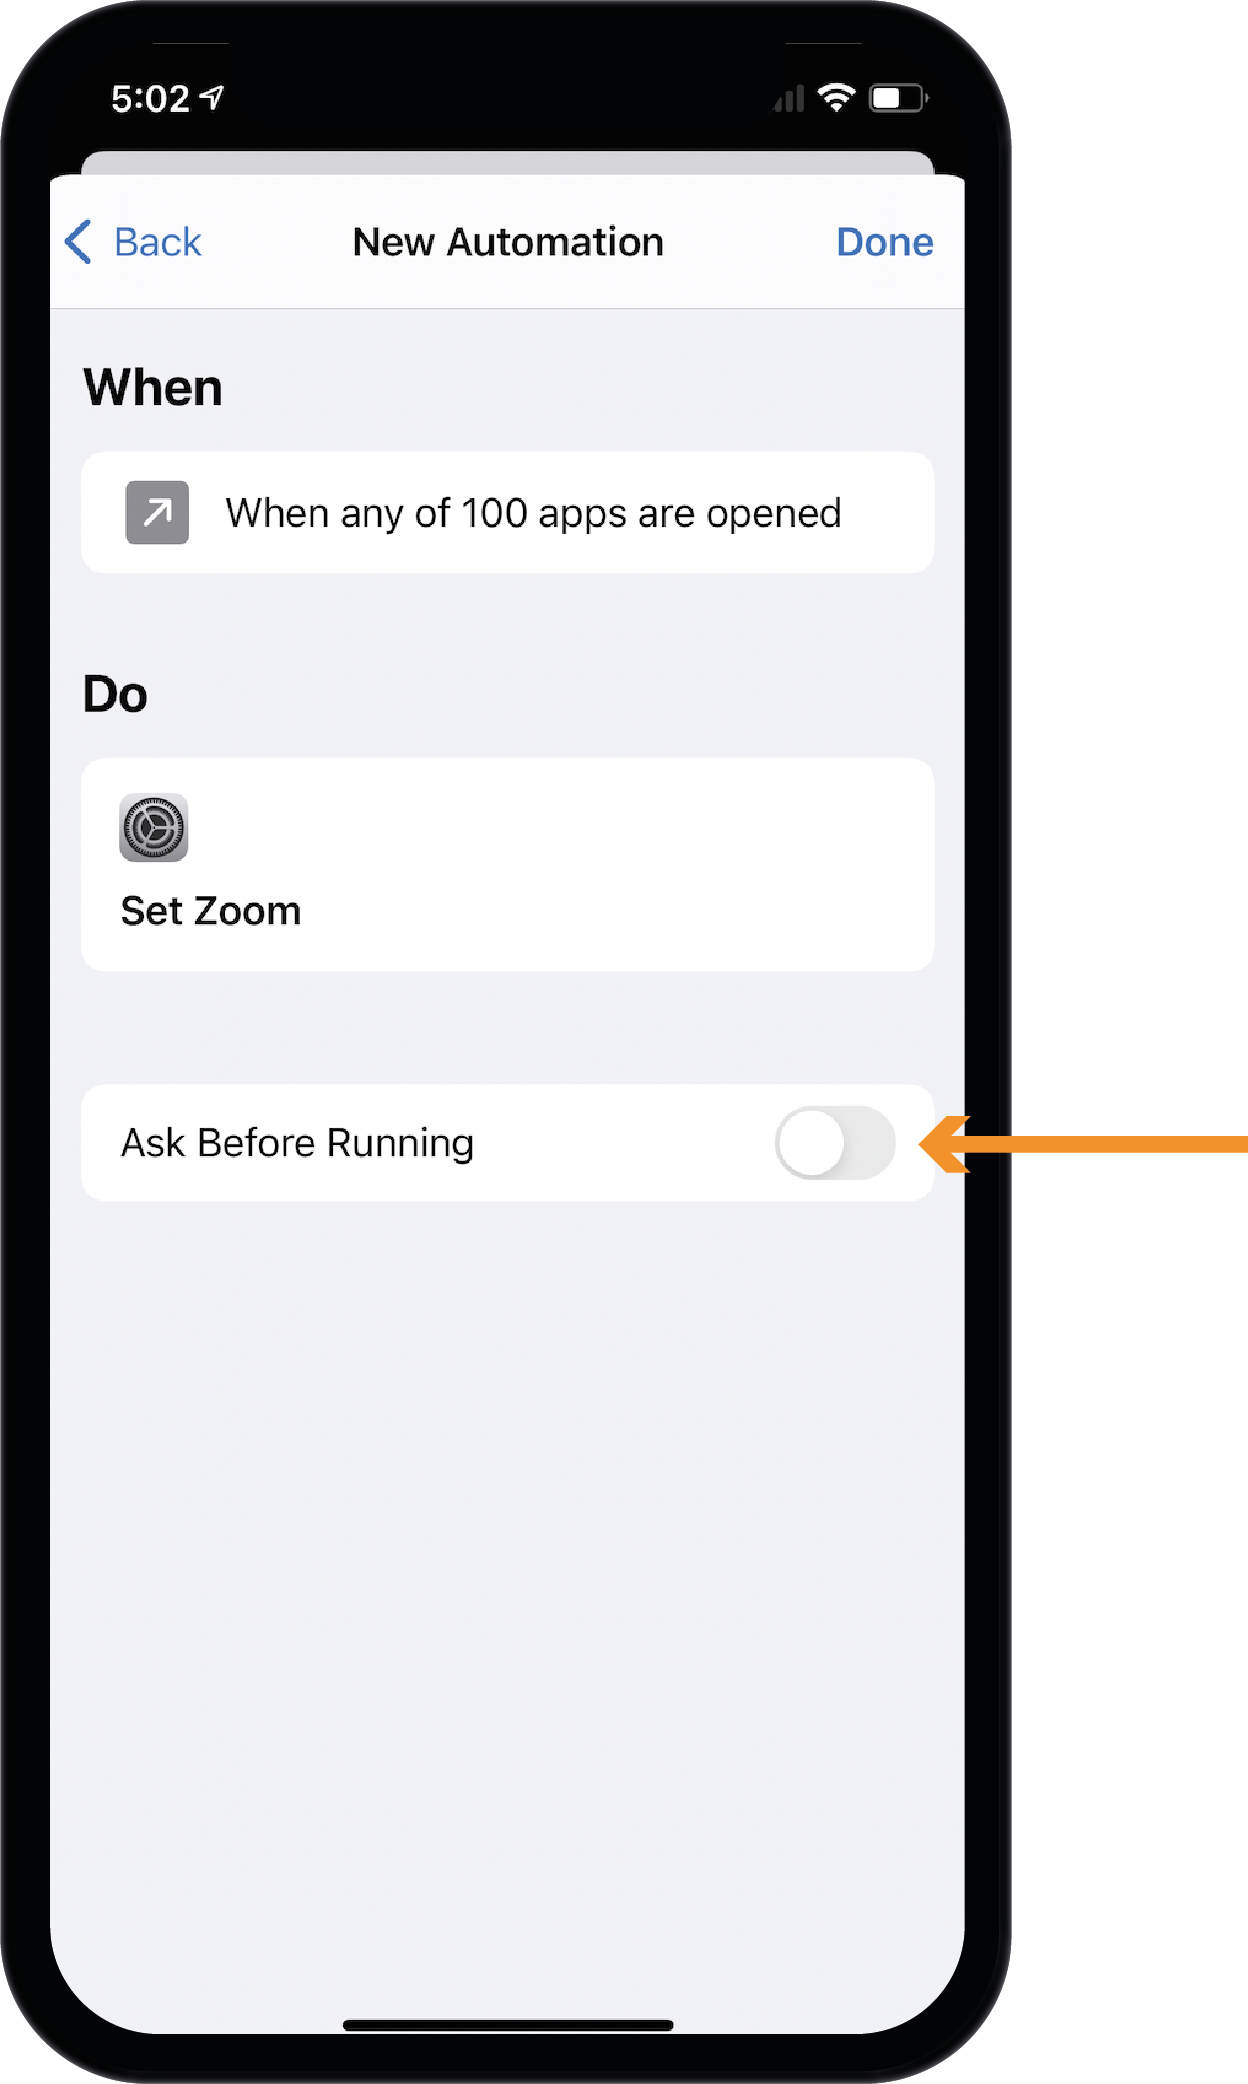 5:02
Back New Automation Done
When
When any of 100 apps are opened
Do
Set Zoom
Ask Before Running